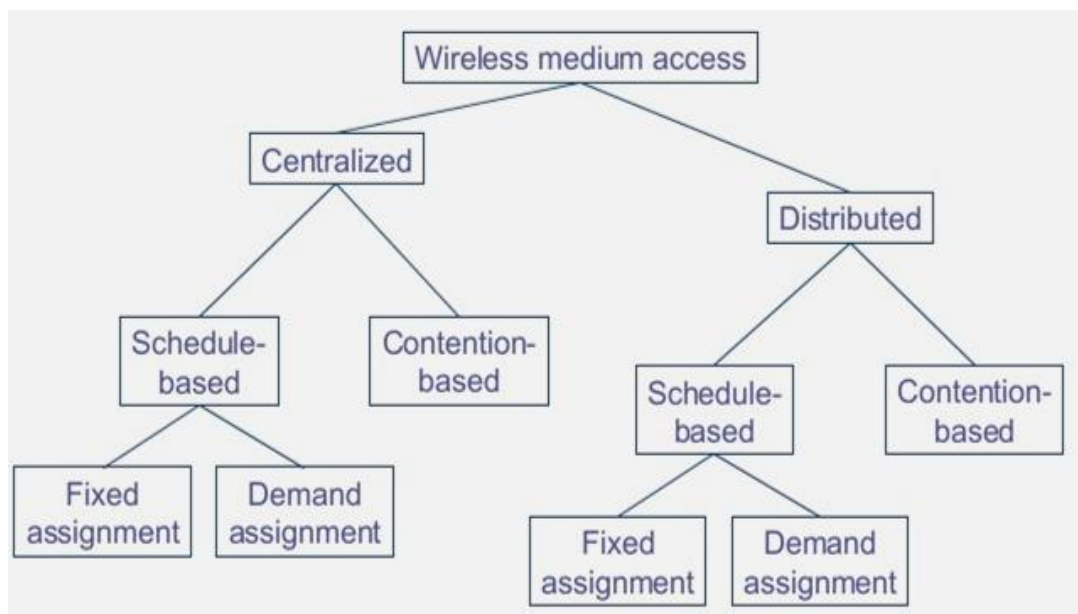 Wireless medium access
Centralized
Distributed
Schedule-
based
Contention-
based
Schedule-
based
Contention-
based
Fixed
assignment
Demand
assignment
Fixed
assignment
Demand
assignment